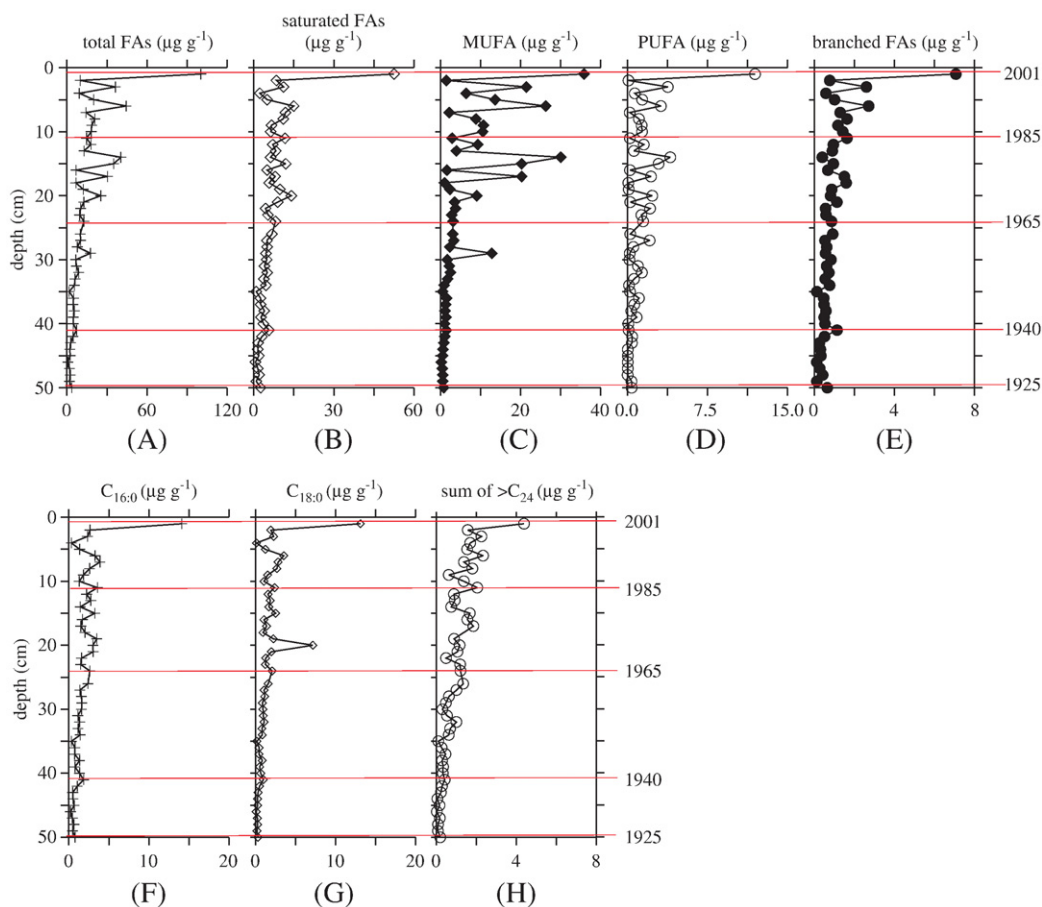 total FAs (µg g-1)
saturated FAs
(µg g-1)
MUFA (µg g-1)
PUFA (µg g-1)
branched FAs (µg g-1)
depth (cm)
0
10
20
30
40
50
2001
1985
1965
1940
1925
0 30 60 90 120
0 20 40 60
0 20 40
0.0 7.5 15.0
0 4 8
(A) (B) (C) (D) (E)
C16:0 (µg g-1)
C18:0 (µg g-1)
sum of >C24 (µg g-1)
depth (cm)
0
10
20
30
40
50
2001
1985
1965
1940
1925
0 10 20
0 10 20
0 4 8
(F) (G) (H)